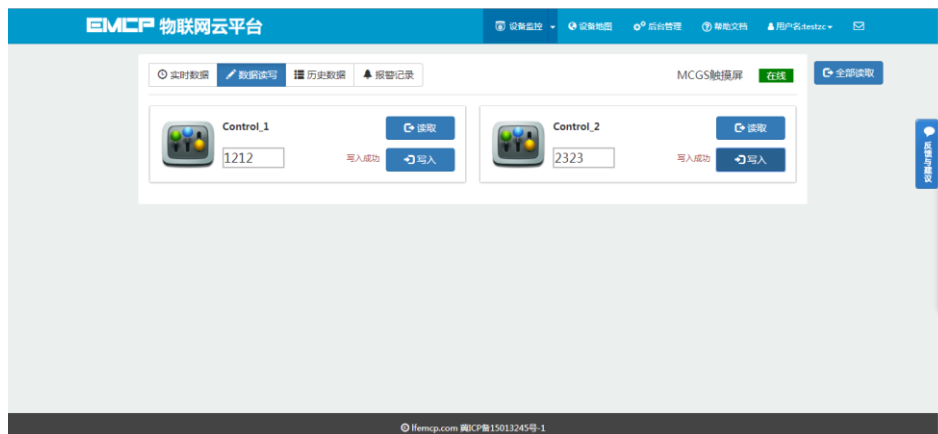 EMCP 物联网云平台 设备监控 设备地图 后台管理 帮助文档 用户名:testzc
实时数据 数据读写 历史数据 报警记录 MCGS触摸屏 在线 全部读取
Control_1 读取 Control_2 读取
1212 写入成功 写入 2323 写入成功 写入
反馈与建议
lfemcp.com 冀ICP备15013245号-1